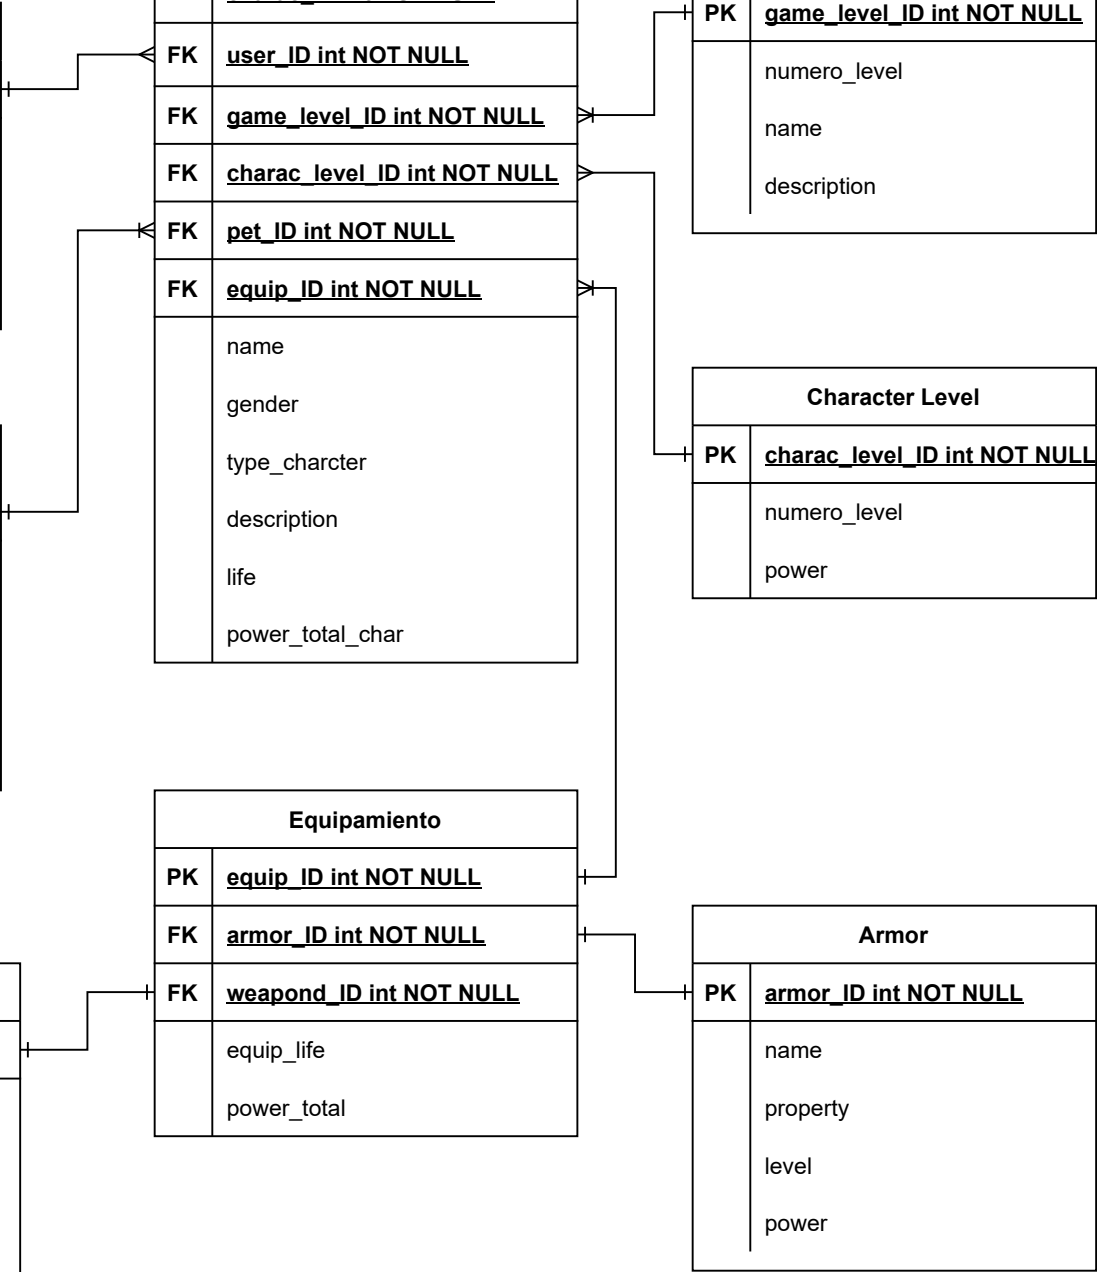 FK user_ID int NOT NULL
FK game_level_ID int NOT NULL
FK charac_level_ID int NOT NULL
FK pet_ID int NOT NULL
FK equip_ID int NOT NULL
name
gender
type_charcter
description
life
power_total_char
PK game_level_ID int NOT NULL
numero_level
name
description
Character Level
PK charac_level_ID int NOT NULL
numero_level
power
Equipamiento
PK equip_ID int NOT NULL
FK armor_ID int NOT NULL
FK weapond_ID int NOT NULL
equip_life
power_total
Armor
PK armor_ID int NOT NULL
name
property
level
power